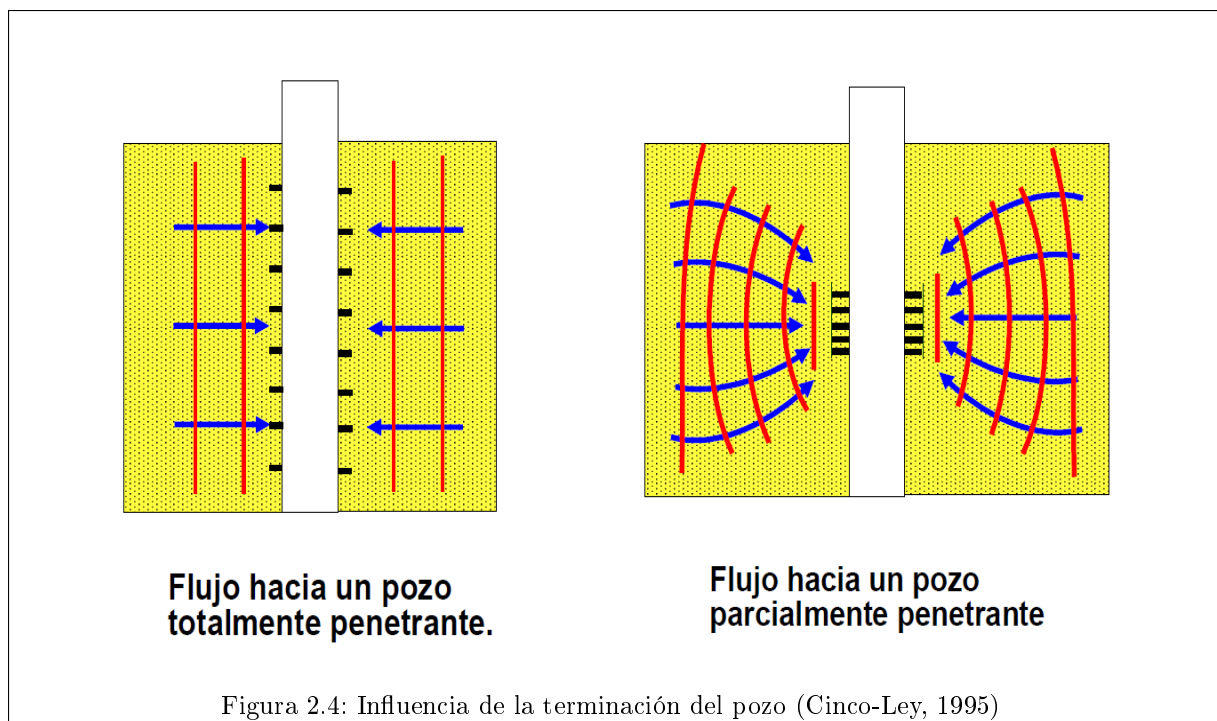 Flujo hacia un pozo
totalmente penetrante.
Flujo hacia un pozo
parcialmente penetrante
Figura 2.4: Influencia de la terminación del pozo (Cinco-Ley, 1995)